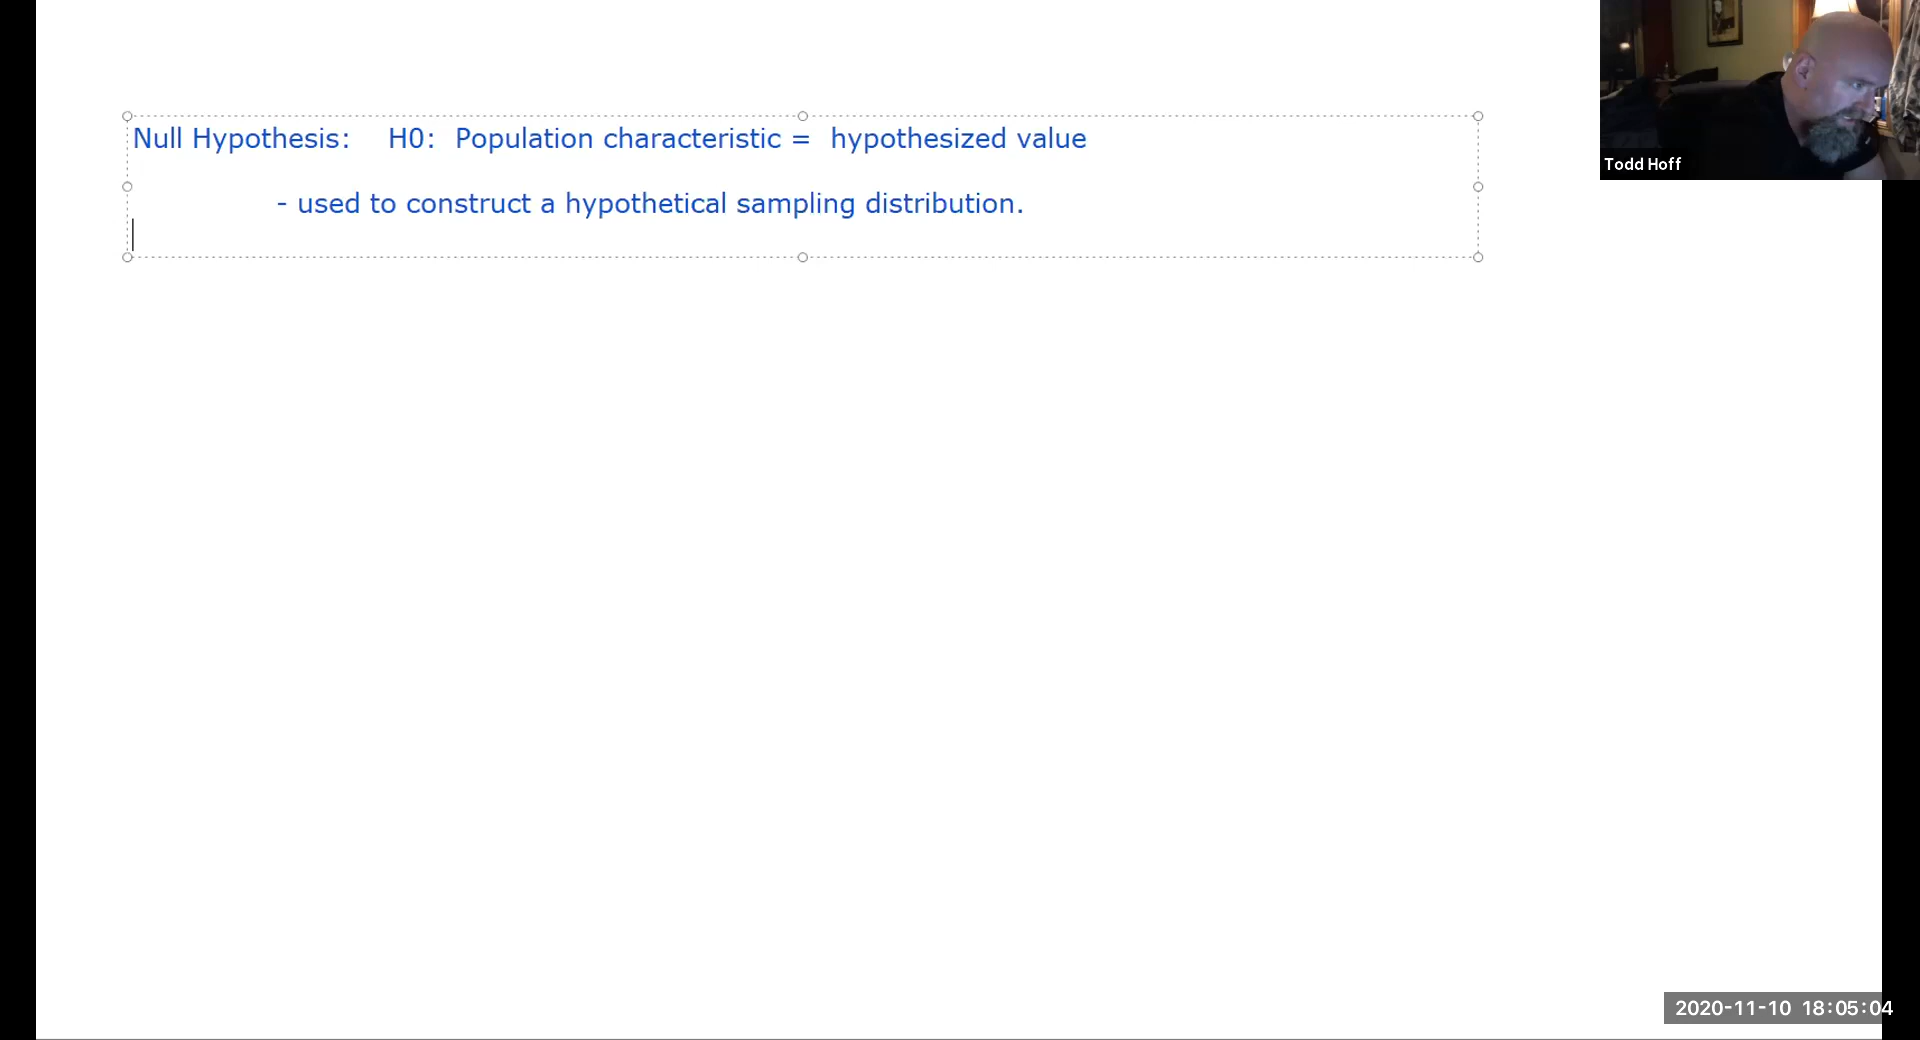 Null Hypothesis: H0: Population characteristic = hypothesized value
- used to construct a hypothetical sampling distribution.
Todd Hoff
2020-11-10 18:05:04